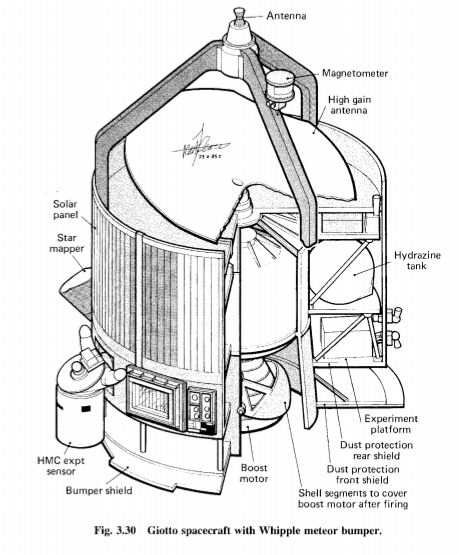 Antenna
Magnetometer
High gain
antenna
Solar
panel
Star
mapper
Hydrazine
tank
Experiment
platform
Dust protection
rear shield
Dust protection
front shield
Shell segments to cover
boost motor after firing
HMC expt
sensor
Bumper shield
Boost
motor
Fig. 3.30 Giotto spacecraft with Whipple meteor bumper.